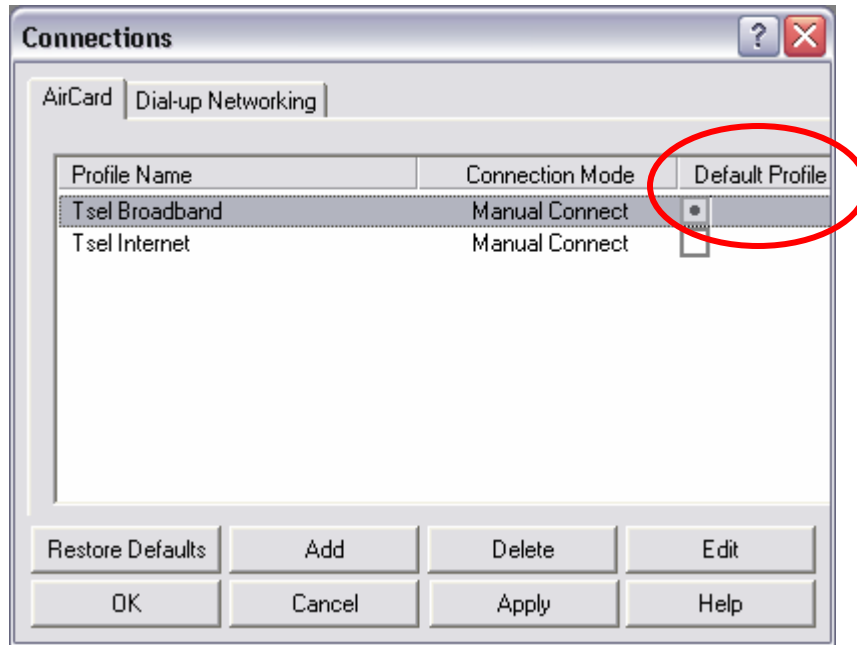 Connections
AirCard Dial-up Networking
Profile Name Connection Mode Default Profile
Tsel Broadband Manual Connect
Tsel Internet Manual Connect
Restore Defaults Add Delete Edit
OK Cancel Apply Help